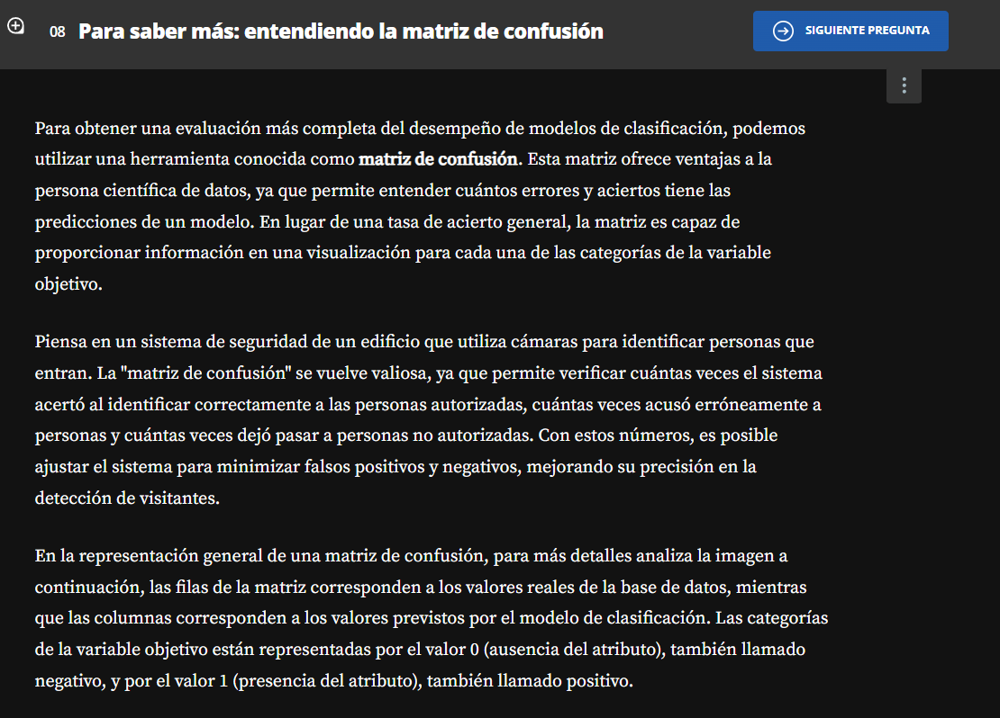 08 Para saber más: entendiendo la matriz de confusión
SIGUIENTE PREGUNTA
Para obtener una evaluación más completa del desempeño de modelos de clasificación, podemos
utilizar una herramienta conocida como matriz de confusión. Esta matriz ofrece ventajas a la
persona científica de datos, ya que permite entender cuántos errores y aciertos tiene las
predicciones de un modelo. En lugar de una tasa de acierto general, la matriz es capaz de
proporcionar información en una visualización para cada una de las categorías de la variable
objetivo.
Piensa en un sistema de seguridad de un edificio que utiliza cámaras para identificar personas que
entran. La "matriz de confusión" se vuelve valiosa, ya que permite verificar cuántas veces el sistema
acertó al identificar correctamente a las personas autorizadas, cuántas veces acusó erróneamente a
personas y cuántas veces dejó pasar a personas no autorizadas. Con estos números, es posible
ajustar el sistema para minimizar falsos positivos y negativos, mejorando su precisión en la
detección de visitantes.
En la representación general de una matriz de confusión, para más detalles analiza la imagen a
continuación, las filas de la matriz corresponden a los valores reales de la base de datos, mientras
que las columnas corresponden a los valores previstos por el modelo de clasificación. Las categorías
de la variable objetivo están representadas por el valor 0 (ausencia del atributo), también llamado
negativo, y por el valor 1 (presencia del atributo), también llamado positivo.